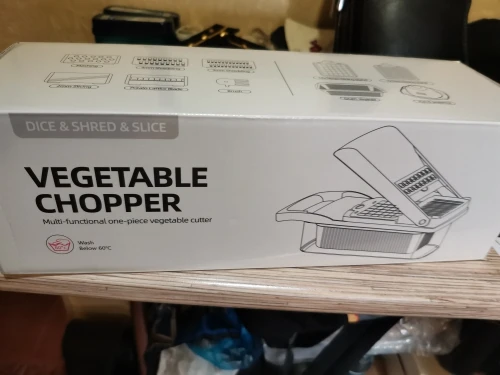 DICE & SHRED & SLICE
VEGETABLE
CHOPPER
Multi-functional one-piece vegetable cutter
Wash
Below 60°C